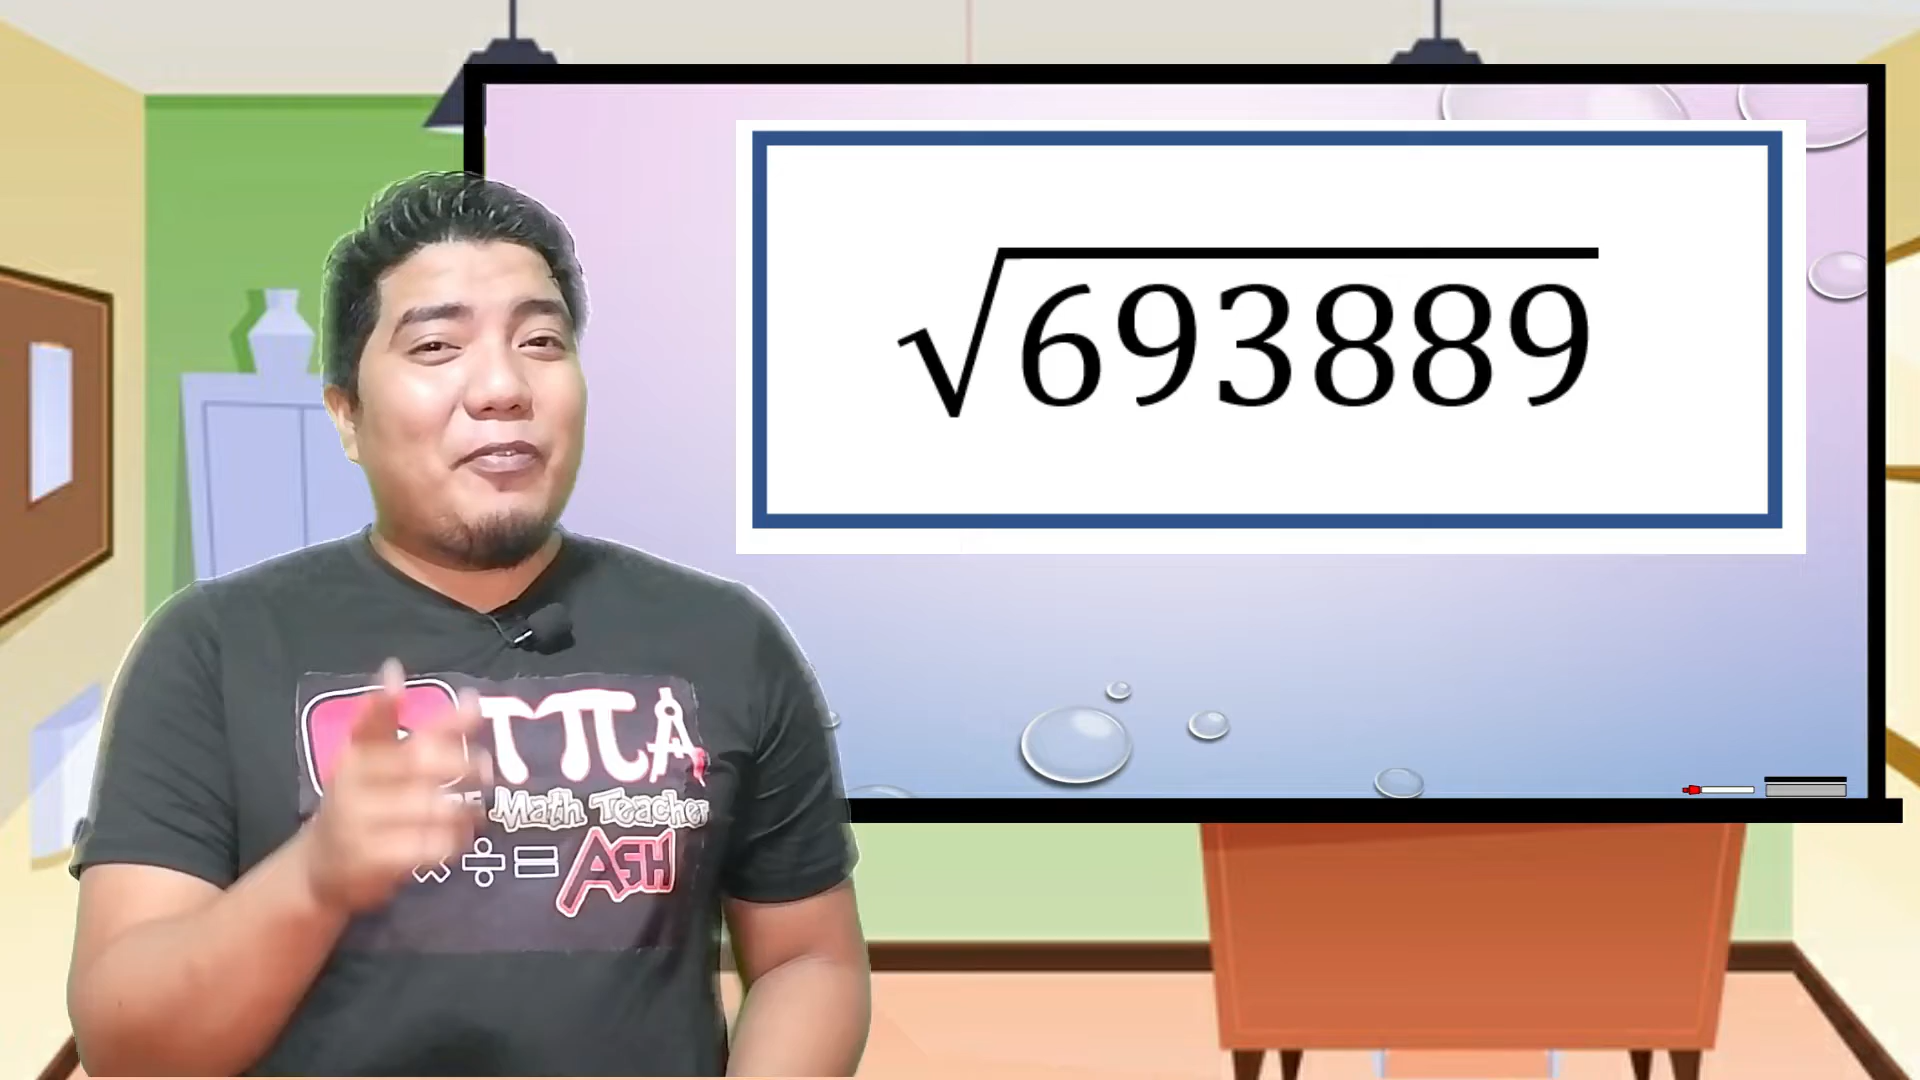 √693889
Math Teacher
× ÷ = ASH